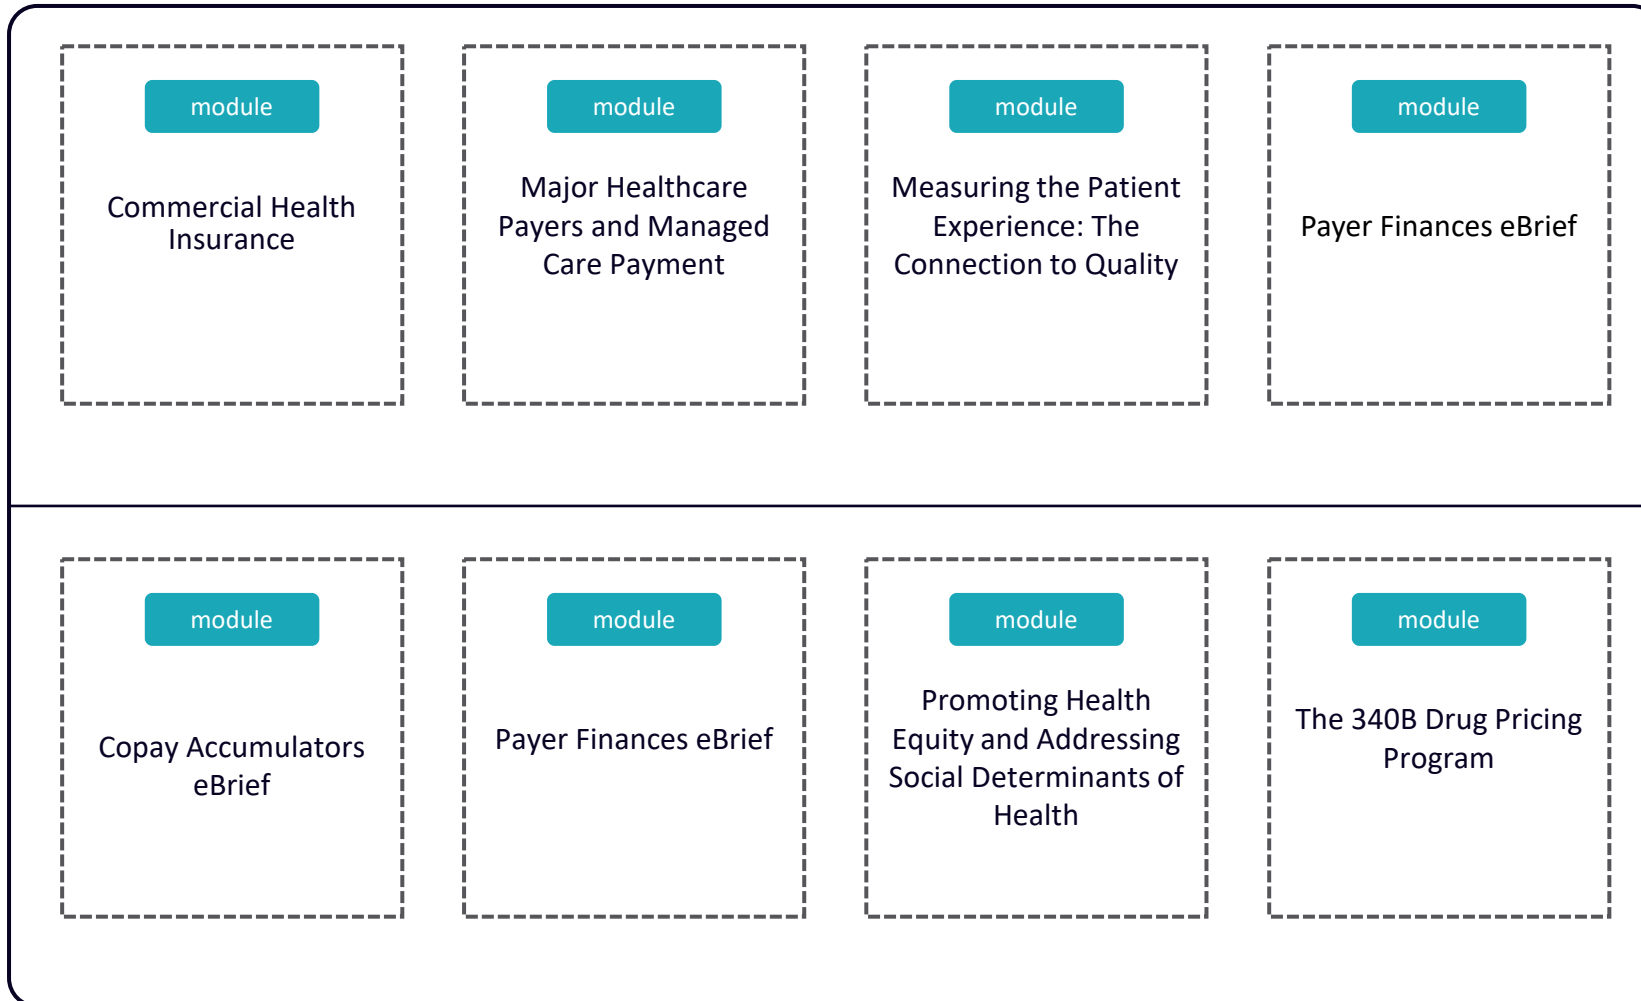 module
Commercial Health
Insurance
module
Major Healthcare
Payers and Managed
Care Payment
module
Measuring the Patient
Experience: The
Connection to Quality
module
Payer Finances eBrief
module
Copay Accumulators
eBrief
module
Payer Finances eBrief
module
Promoting Health
Equity and Addressing
Social Determinants of
Health
module
The 340B Drug Pricing
Program